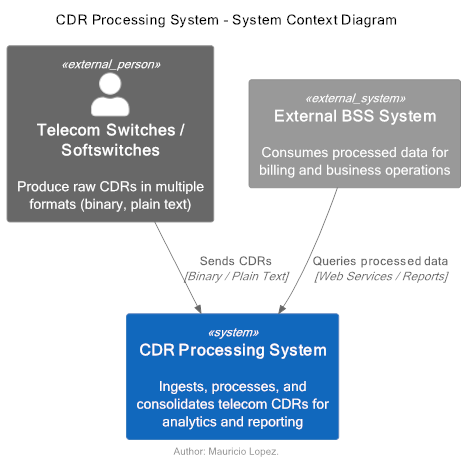 CDR Processing System - System Context Diagram
«external_person»
Telecom Switches /
Softswitches
Produce raw CDRs in multiple
formats (binary, plain text)
«external_system»
External BSS System
Consumes processed data for
billing and business operations
Sends CDRs
[Binary / Plain Text]
Queries processed data
[Web Services / Reports]
«system»
CDR Processing System
Ingests, processes, and
consolidates telecom CDRs for
analytics and reporting
Author: Mauricio Lopez.